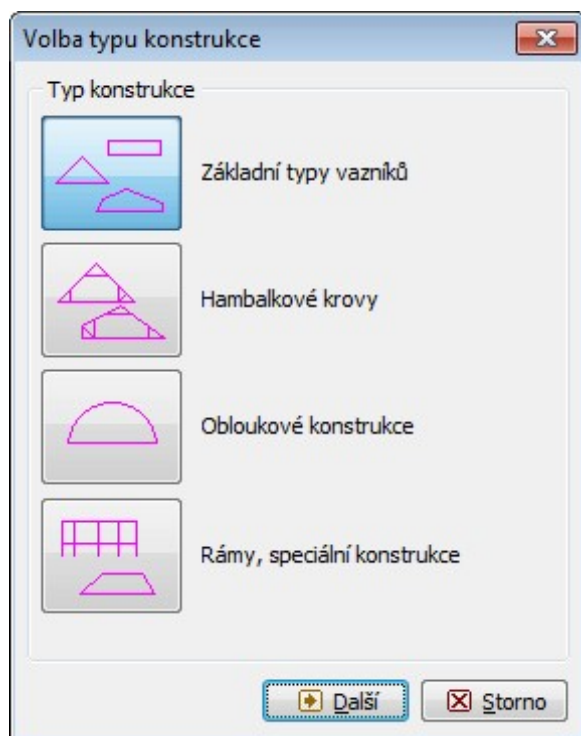 Volba typu konstrukce
Typ konstrukce
Základní typy vazníků
Hambalkové krovy
Obloukové konstrukce
Rámy, speciální konstrukce
Další
Storno